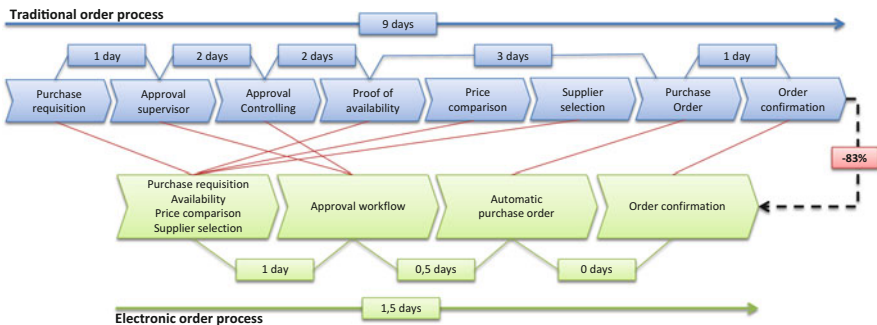 Traditional order process
9 days
1 day
2 days
2 days
3 days
1 day
Purchase
requisition
Approval
supervisor
Approval
Controlling
Proof of
availability
Price
comparison
Supplier
selection
Purchase
Order
Order
confirmation
-83%
Purchase requisition
Availability
Price comparison
Supplier selection
Approval workflow
Automatic
purchase order
Order confirmation
1 day
0,5 days
0 days
1,5 days
Electronic order process